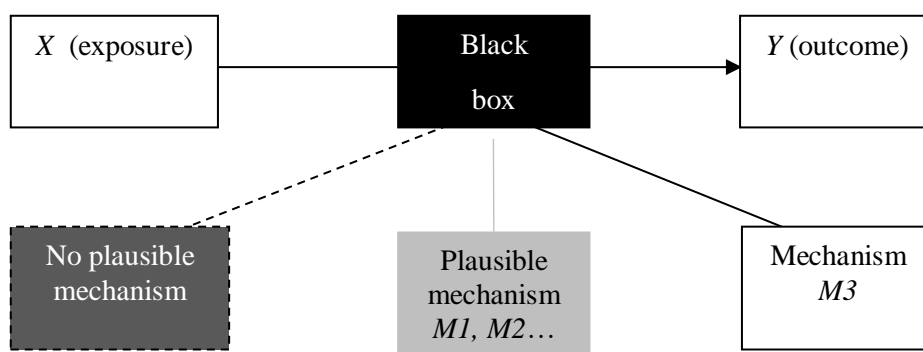 X (exposure)
Black
box
Y (outcome)
No plausible
mechanism
Plausible
mechanism
M1, M2…
Mechanism
M3